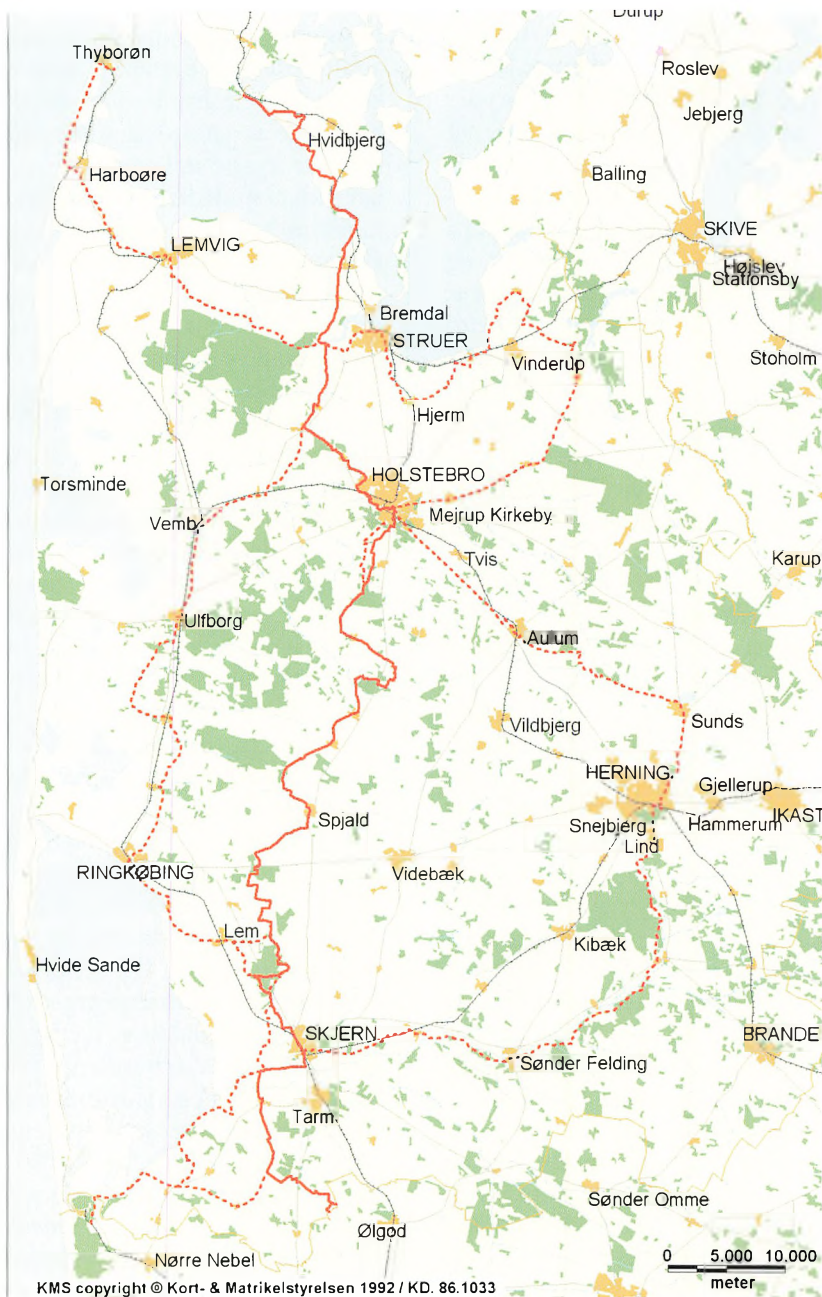 Durup
Thyborøn
Roslev
Jebjerg
Hvidbjerg
Balling
Harboøre
SKIVE
LEMVIG
Højslev
Stationsby
Bremdal
STRUER
Stoholm
Vinderup
Hjerm
HOLSTEBRO
Torsminde
Mejrup Kirkeby
Vemb
Tvis
Karup
Ulfborg
Aulum
Sunds
Vildbjerg
HERNING
Gjellerup
Spjald
Snejbjerg
Hammerum
IKAST
Lind
RINGKØBING
Videbæk
Lem
Kibæk
Hvide Sande
SKJERN
BRANDE
Sønder Felding
Tarm
Sønder Omme
Ølgod
Nørre Nebel
0 5.000 10.000
meter
KMS copyright © Kort- & Matrikelstyrelsen 1992 / KD. 86.1033